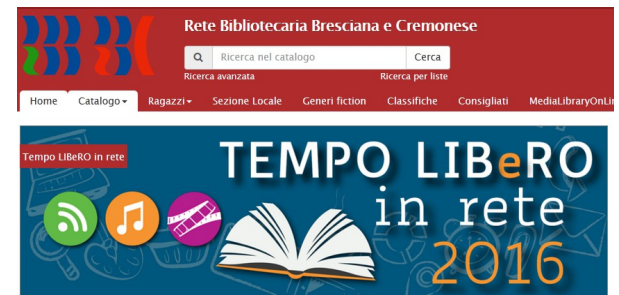 Rete Bibliotecaria Bresciana e Cremonese
Ricerca nel catalogo Cerca
Ricerca avanzata Ricerca per liste
Home Catalogo Ragazzi Sezione Locale Generi fiction Classifiche Consigliati MediaLibraryOnLi
Tempo LIBeRO in rete
TEMPO LIBeRO
in rete
2016